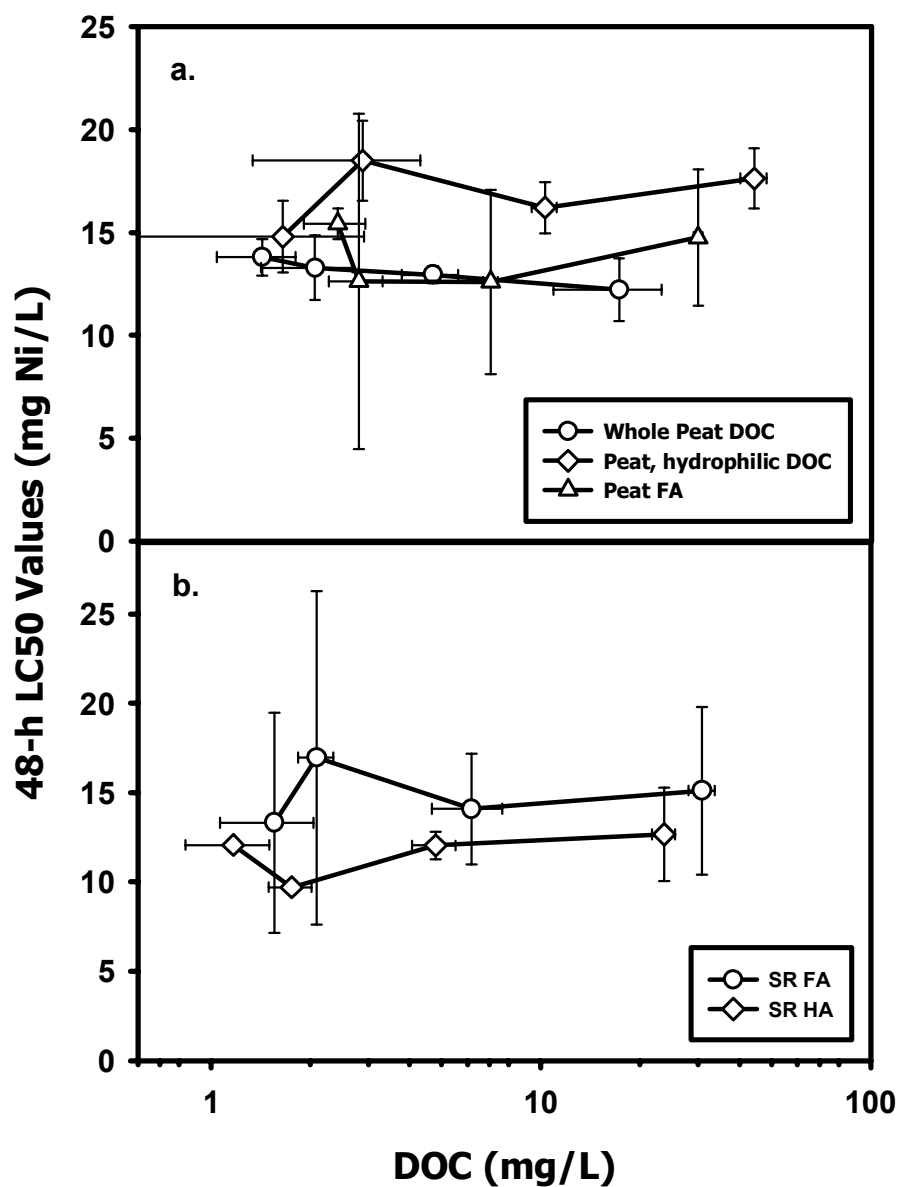 48-h LC50 Values (mg Ni/L)
25
20
15
10
5
0
a.
Whole Peat DOC
Peat, hydrophilic DOC
Peat FA
25
20
15
10
5
0
b.
SR FA
SR HA
1
10
100
DOC (mg/L)